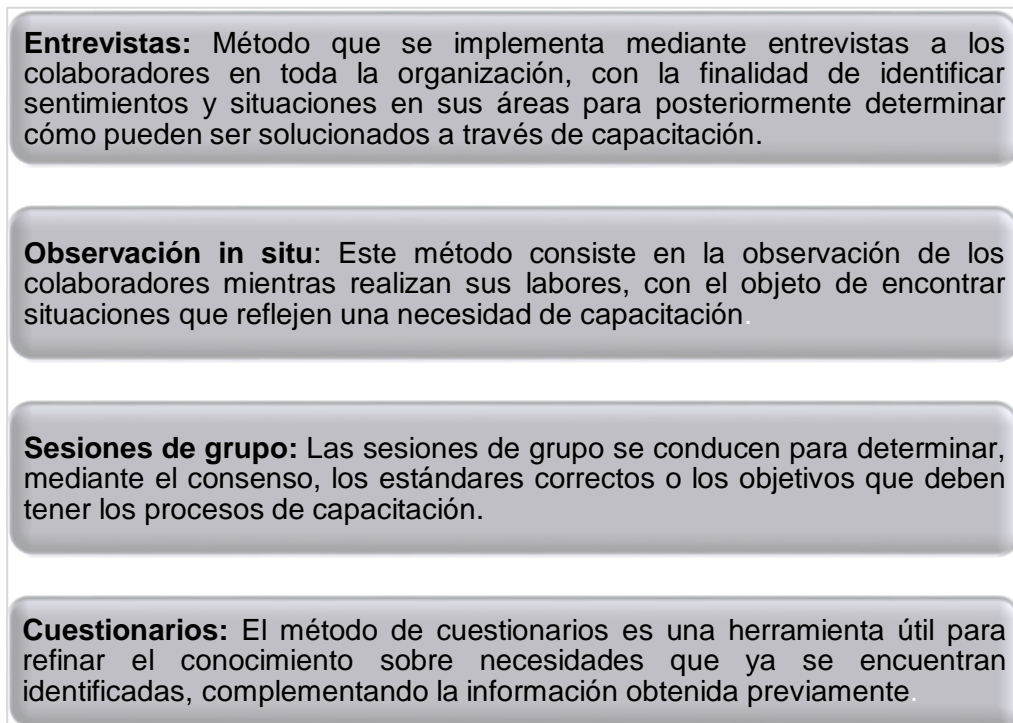 Entrevistas: Método que se implementa mediante entrevistas a los
colaboradores en toda la organización, con la finalidad de identificar
sentimientos y situaciones en sus áreas para posteriormente determinar
cómo pueden ser solucionados a través de capacitación.
Observación in situ: Este método consiste en la observación de los
colaboradores mientras realizan sus labores, con el objeto de encontrar
situaciones que reflejen una necesidad de capacitación.
Sesiones de grupo: Las sesiones de grupo se conducen para determinar,
mediante el consenso, los estándares correctos o los objetivos que deben
tener los procesos de capacitación.
Cuestionarios: El método de cuestionarios es una herramienta útil para
refinar el conocimiento sobre necesidades que ya se encuentran
identificadas, complementando la información obtenida previamente.